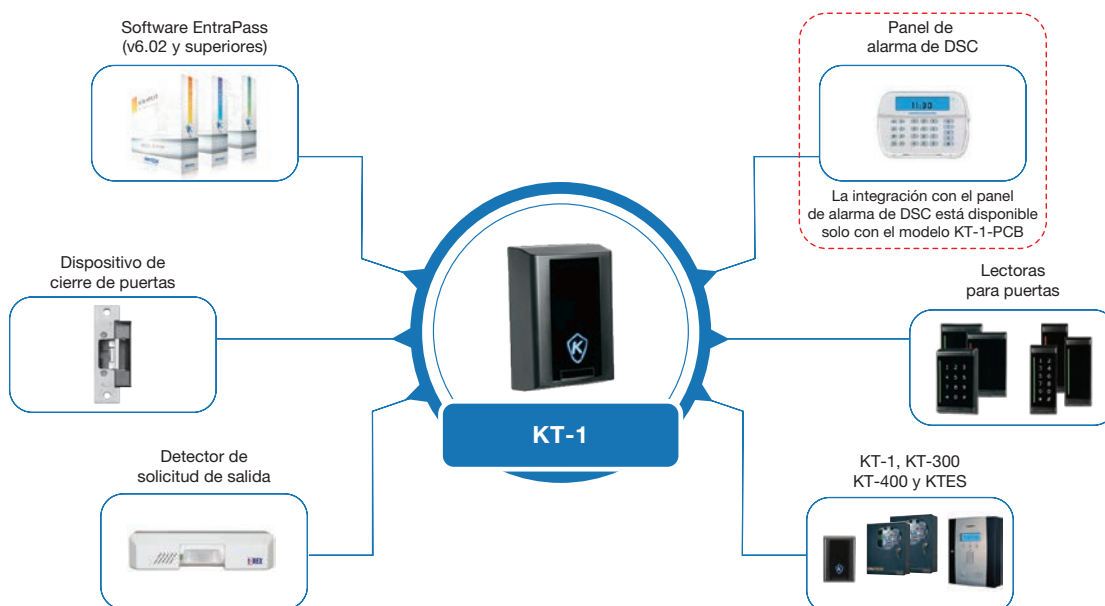 Software EntraPass
(v6.02 y superiores)
Panel de
alarma de DSC
11:30
La integración con el panel
de alarma de DSC está disponible
solo con el modelo KT-1-PCB
Dispositivo de
cierre de puertas
Lectoras
para puertas
K
KT-1
Detector de
solicitud de salida
KT-1, KT-300
KT-400 y KTES